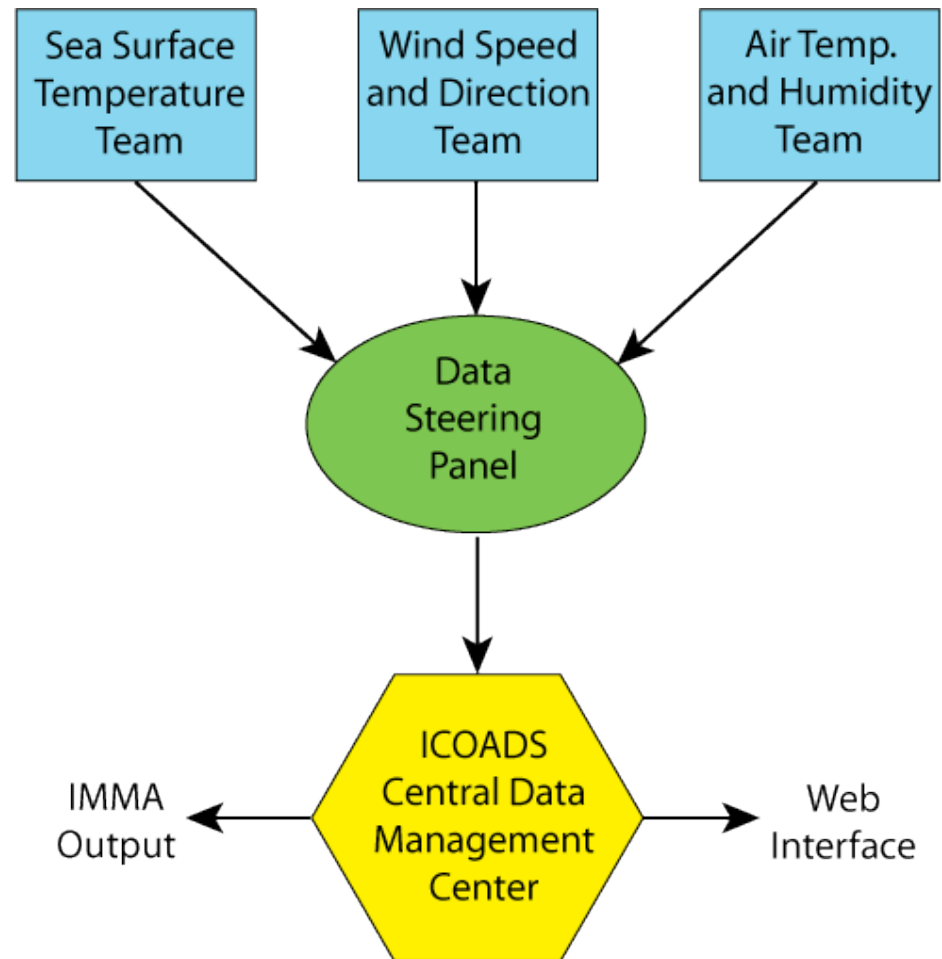 Sea Surface
Temperature
Team
Wind Speed
and Direction
Team
Air Temp.
and Humidity
Team
Data
Steering
Panel
ICOADS
Central Data
Management
Center
IMMA
Output
Web
Interface